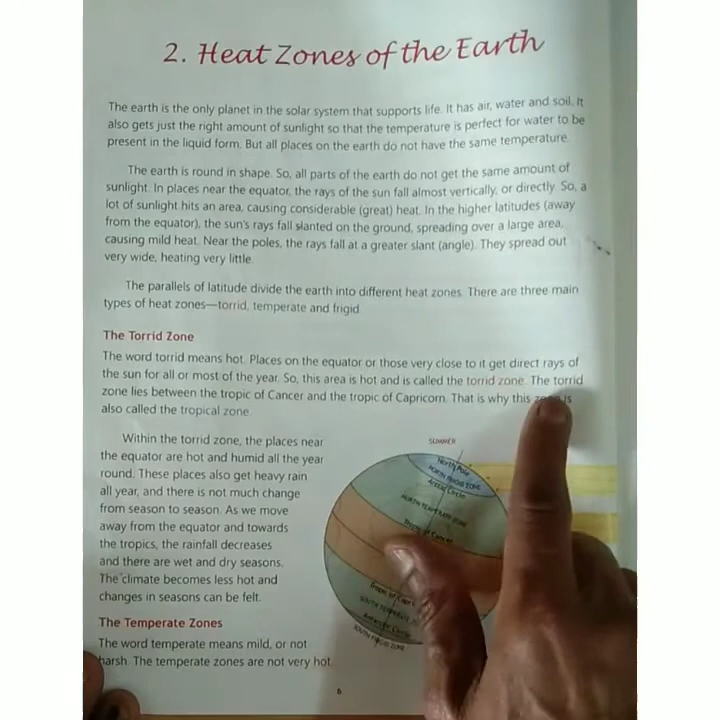 2. Heat Zones of the Earth
The earth is the only planet in the solar system that supports life. It has air, water and soil. It
also gets just the right amount of sunlight so that the temperature is perfect for water to be
present in the liquid form. But all places on the earth do not have the same temperature.
The earth is round in shape. So, all parts of the earth do not get the same amount of
sunlight. In places near the equator, the rays of the sun fall almost vertically, or directly. So, a
lot of sunlight hits an area, causing considerable (great) heat. In the higher latitudes (away
from the equator), the sun's rays fall slanted on the ground, spreading over a large area,
causing mild heat. Near the poles, the rays fall at a greater slant (angle). They spread out
very wide, heating very little.
The parallels of latitude divide the earth into different heat zones. There are three main
types of heat zones—torrid, temperate and frigid.
The Torrid Zone
The word torrid means hot. Places on the equator or those very close to it get direct rays of
the sun for all or most of the year. So, this area is hot and is called the torrid zone. The torrid
zone lies between the tropic of Cancer and the tropic of Capricorn. That is why this zone is
also called the tropical zone.
Within the torrid zone, the places near
the equator are hot and humid all the year
round. These places also get heavy rain
all year, and there is not much change
from season to season. As we move
away from the equator and towards
the tropics, the rainfall decreases
and there are wet and dry seasons.
The climate becomes less hot and
changes in seasons can be felt.
SUMMER
North Pole
NORTH FRIGID ZONE
Arctic Circle
NORTH TEMPERATE ZONE
Tropic of Cancer
Tropic of Capri
SOUTH TEMPERATE
Antarctic Circle
SOUTH FRIGID ZONE
The Temperate Zones
The word temperate means mild, or not
harsh. The temperate zones are not very hot
6